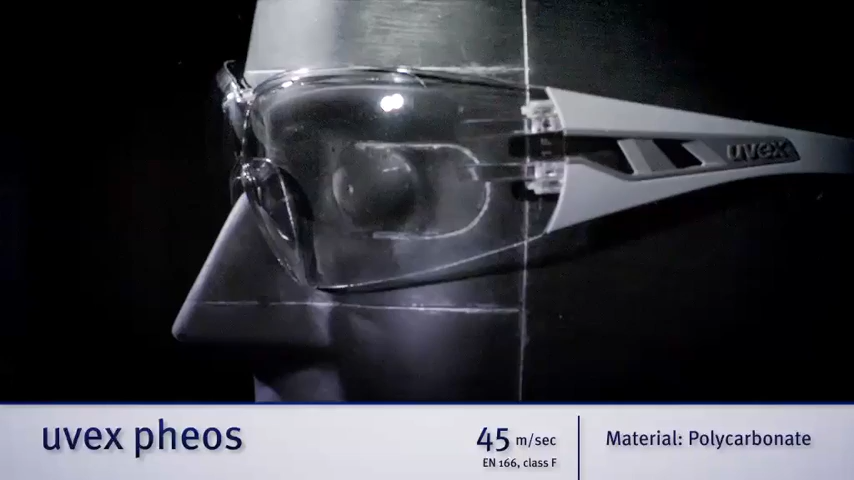 uvex
uvex pheos
45 m/sec
EN 166, class F
Material: Polycarbonate